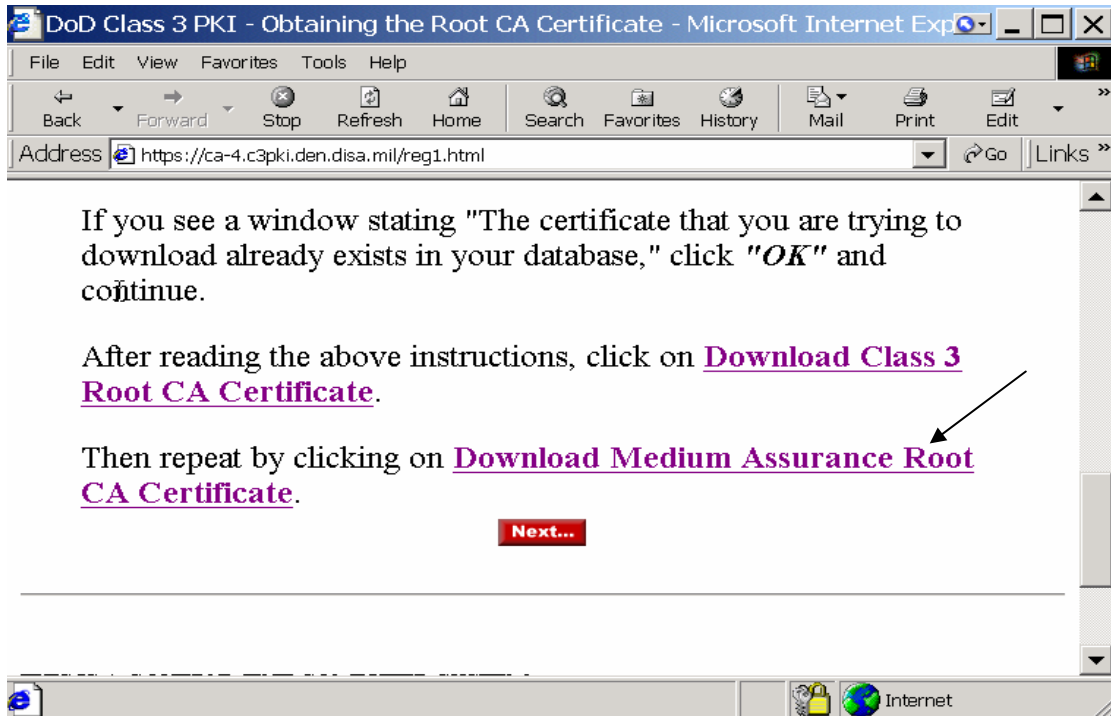 DoD Class 3 PKI - Obtaining the Root CA Certificate - Microsoft Internet Exp
File Edit View Favorites Tools Help
Back Forward Stop Refresh Home Search Favorites History Mail Print Edit
Address https://ca-4.c3pki.den.disa.mil/reg1.html Go Links
If you see a window stating "The certificate that you are trying to
download already exists in your database," click "OK" and
continue.
After reading the above instructions, click on Download Class 3
Root CA Certificate.
Then repeat by clicking on Download Medium Assurance Root
CA Certificate.
Next...
Internet